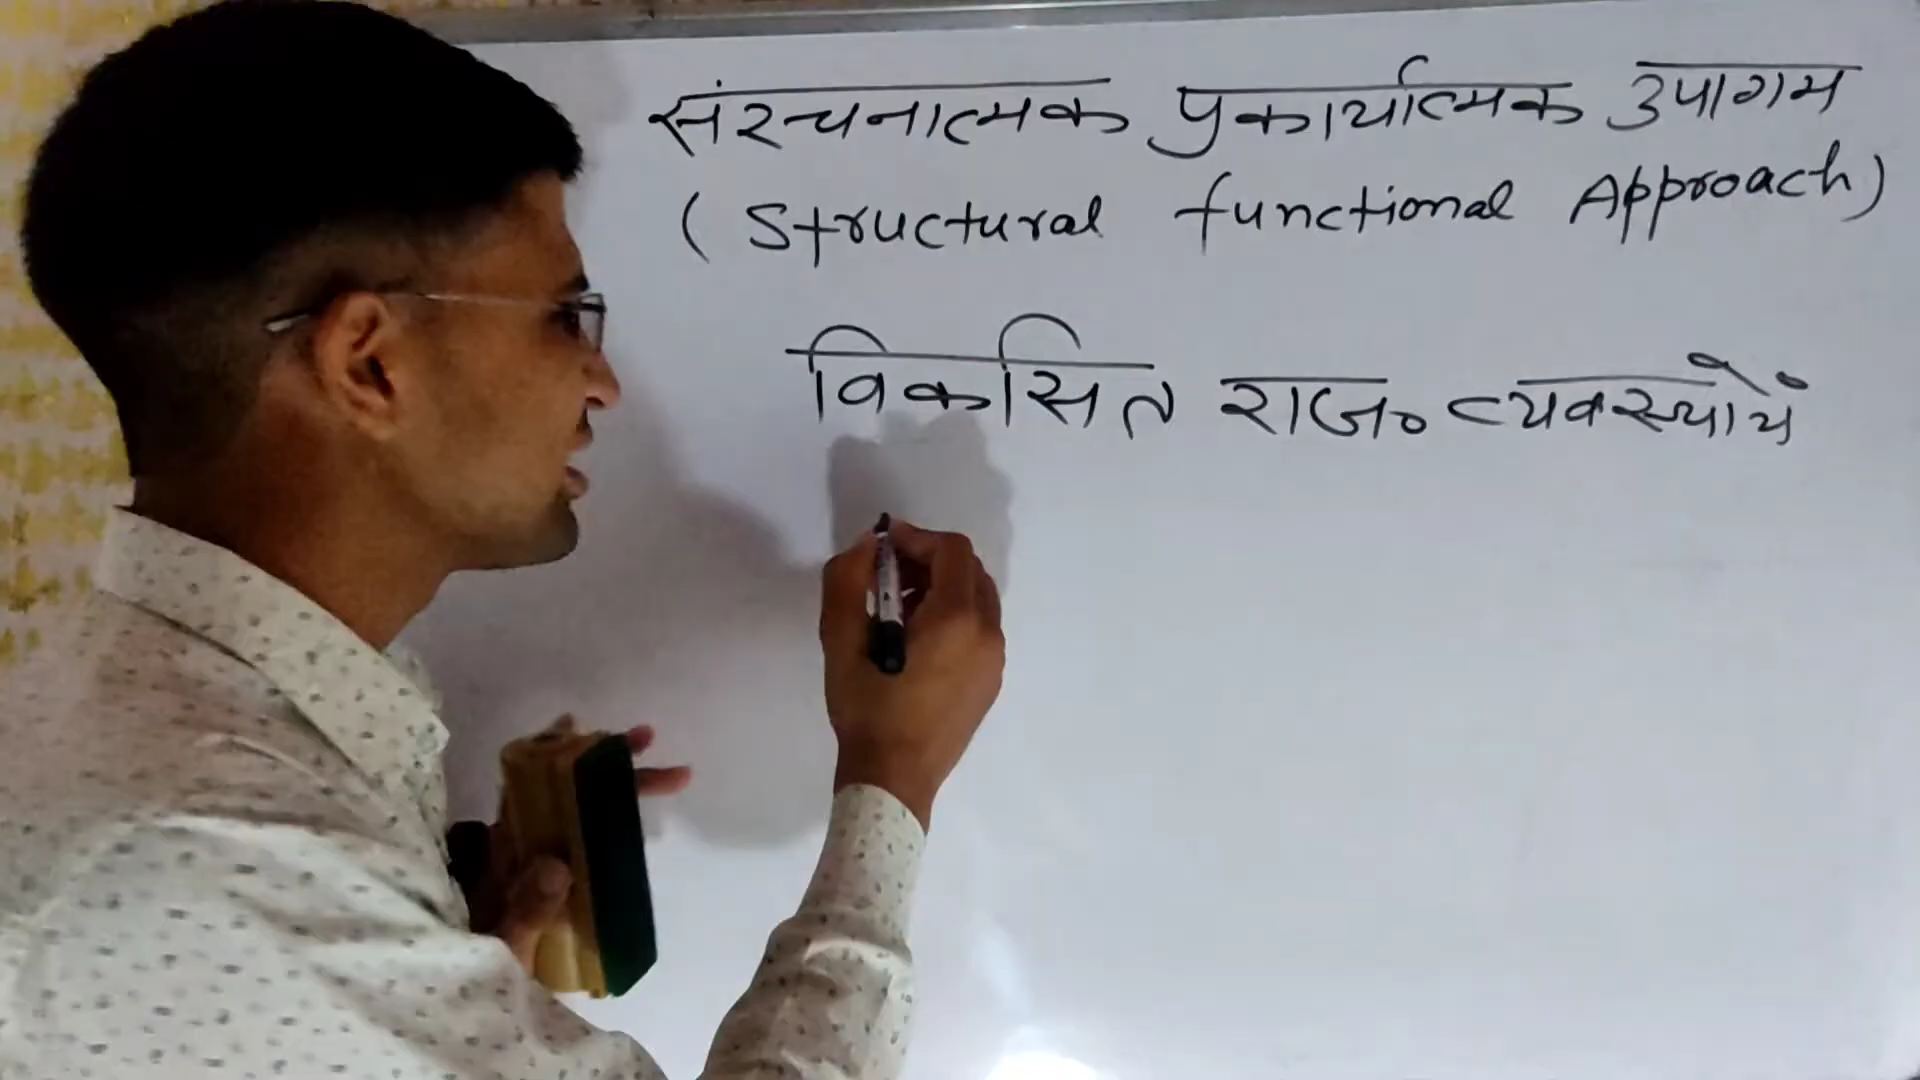 संरचनात्मक प्रकार्यात्मक उपागम
(Structural functional Approach)
विकसित राज० व्यवस्थायें